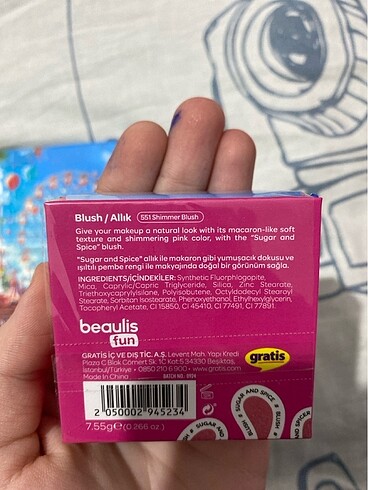 Blush / Allık 551 Shimmer Blush
Give your makeup a natural look with its macaron-like soft
texture and shimmering pink color, with the "Sugar and
Spice" blush.
"Sugar and Spice" allık ile makaron gibi yumuşacık dokusu ve
ışıltılı pembe rengi ile makyajında doğal bir görünüm sağla.
INGREDIENTS/İÇİNDEKİLER: Synthetic Fluorphlogopite,
Mica, Caprylic/Capric Triglyceride, Silica, Zinc Stearate,
Triethoxycaprylylsilane, Polyisobutene, Octyldodecyl Stearoyl
Stearate, Sorbitan Isostearate, Phenoxyethanol, Ethylhexylglycerin,
Tocopheryl Acetate, CI 15850, CI 45410, CI 77491, CI 77891.
beaulis
fun
GRATİS İÇ VE DIŞ TİC. A.Ş. Levent Mah. Yapı Kredi
Plaza C Blok Cömert Sk. 1C Kat:5 34330 Beşiktaş,
İstanbul/Türkiye • 0850 210 6 900 • www.gratis.com
Made in China
gratis
2 050002 945234
7.55g e (0.266 oz.)
SUGAR AND SPICE # BLUSH #